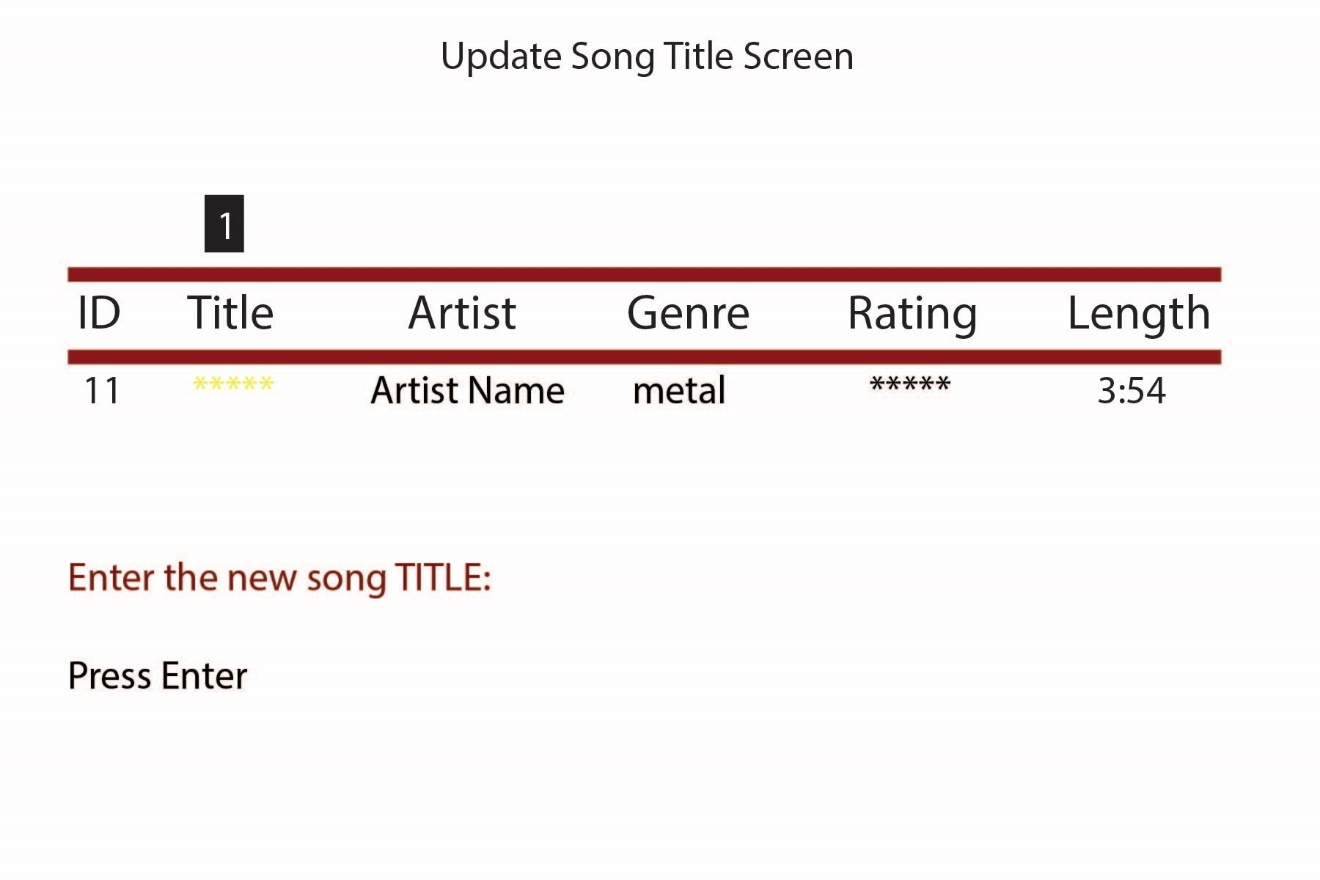 Update Song Title Screen
1
ID Title Artist Genre Rating Length
11 ***** Artist Name metal ***** 3:54
Enter the new song TITLE:
Press Enter